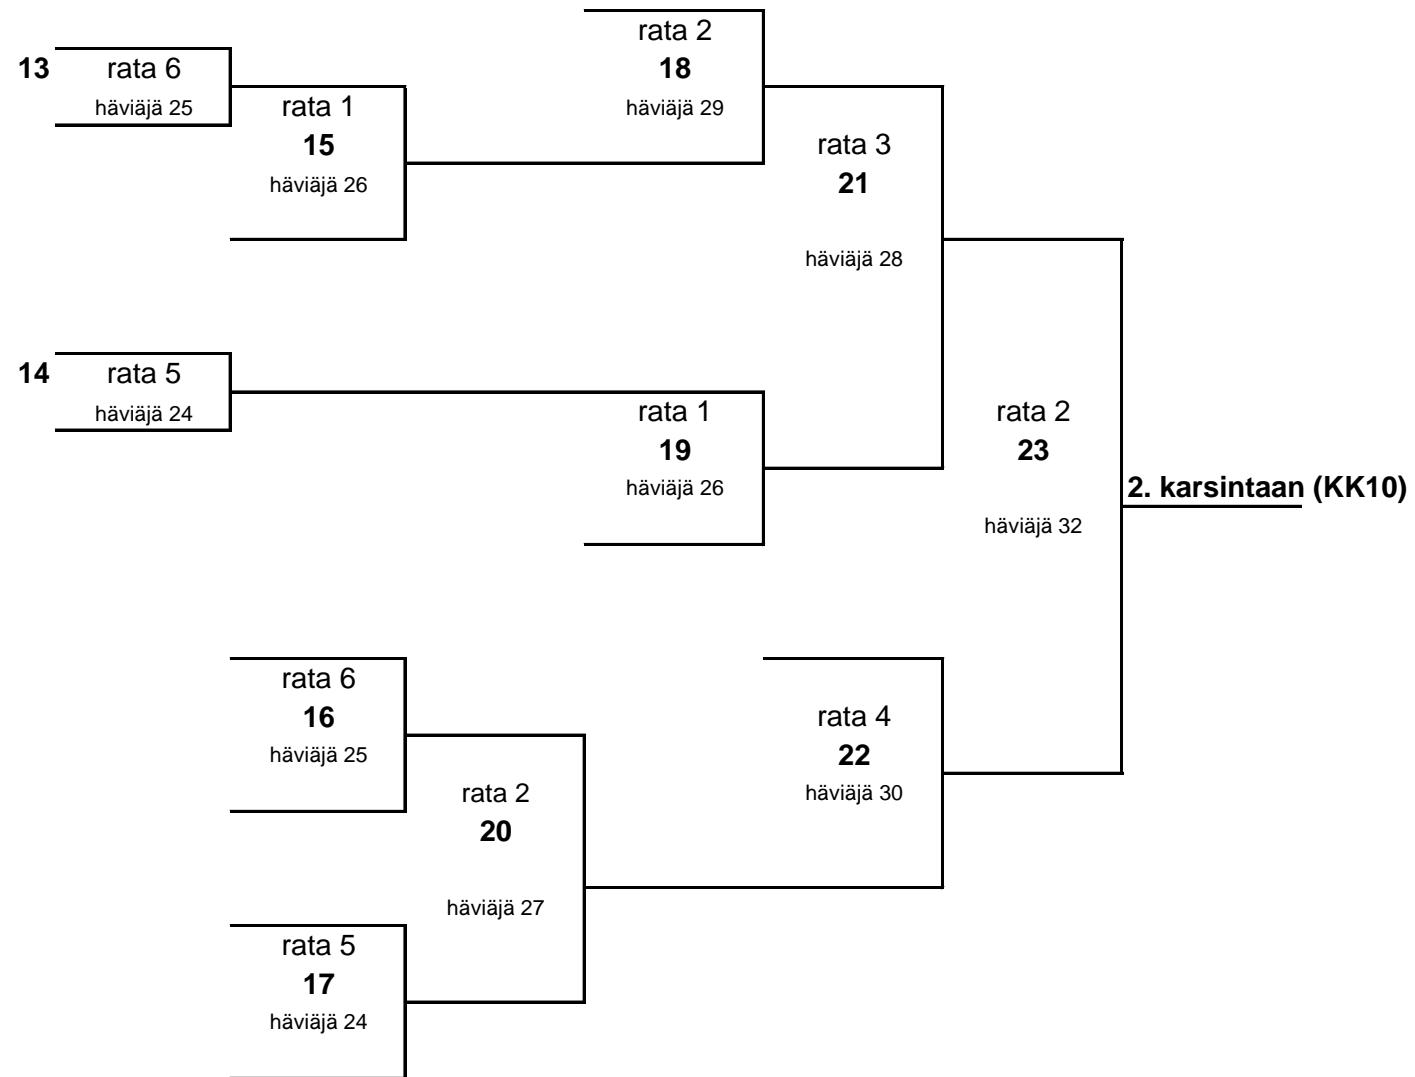 13
rata 6
häviäjä 25
rata 1
15
häviäjä 26
rata 2
18
häviäjä 29
rata 3
21
häviäjä 28
14
rata 5
häviäjä 24
rata 1
19
häviäjä 26
rata 2
23
häviäjä 32
2. karsintaan (KK10)
rata 6
16
häviäjä 25
rata 2
20
häviäjä 27
rata 4
22
häviäjä 30
rata 5
17
häviäjä 24